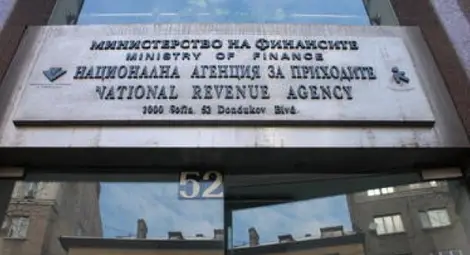 МИНИСТЕРСТВО НА ФИНАНСИТЕ
MINISTRY OF FINANCE
НАЦИОНАЛНА АГЕНЦИЯ ЗА ПРИХОДИТЕ
NATIONAL REVENUE AGENCY
1000 Sofia, 52 Dondukov Blvd.
52